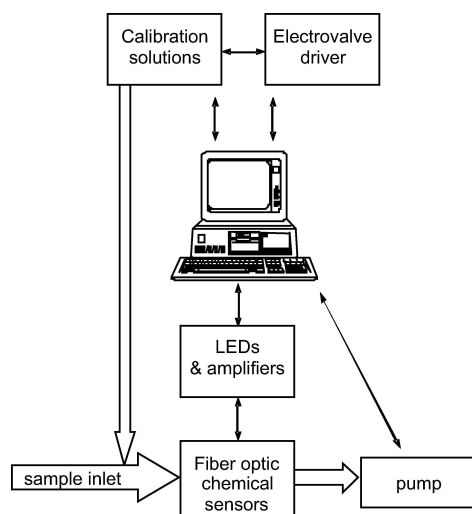 Calibration
solutions
Electrovalve
driver
LEDs
& amplifiers
sample inlet
Fiber optic
chemical
sensors
pump